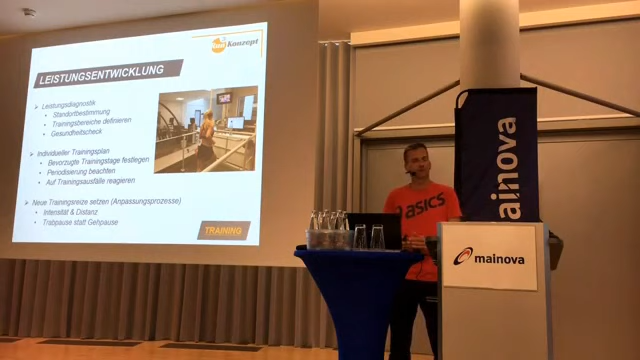 Konzept
LEISTUNGSENTWICKLUNG
Leistungsdiagnostik
Standortbestimmung
Trainingsbereiche definieren
Gesundheitscheck
Individueller Trainingsplan
Bevorzugte Trainingstage festlegen
Periodisierung beachten
Auf Trainingsausfälle reagieren
Neue Trainingsreize setzen (Anpassungsprozesse)
Intensität & Distanz
Trabpause statt Gehpause
TRAINING
asics
ainova
mainova